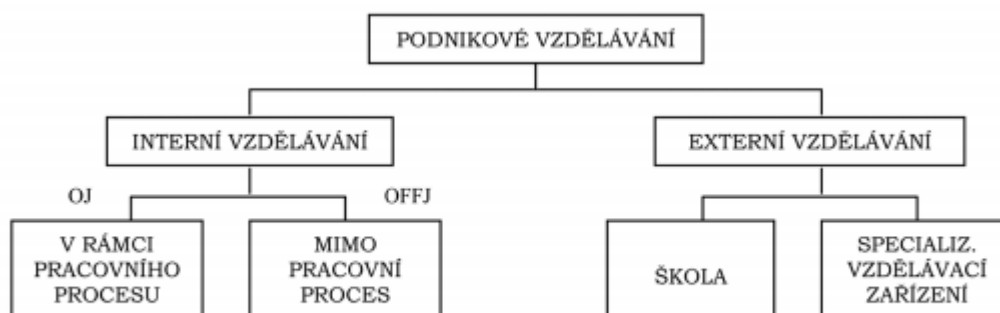 PODNIKOVÉ VZDĚLÁVÁNÍ
INTERNÍ VZDĚLÁVÁNÍ
EXTERNÍ VZDĚLÁVÁNÍ
OJ
OFFJ
V RÁMCI
PRACOVNÍHO
PROCESU
MIMO
PRACOVNÍ
PROCES
ŠKOLA
SPECIALIZ.
VZDĚLÁVACÍ
ZAŘÍZENÍ